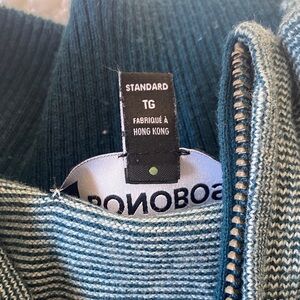 STANDARD
TG
FABRIQUÉ À
HONG KONG
BONOBOS